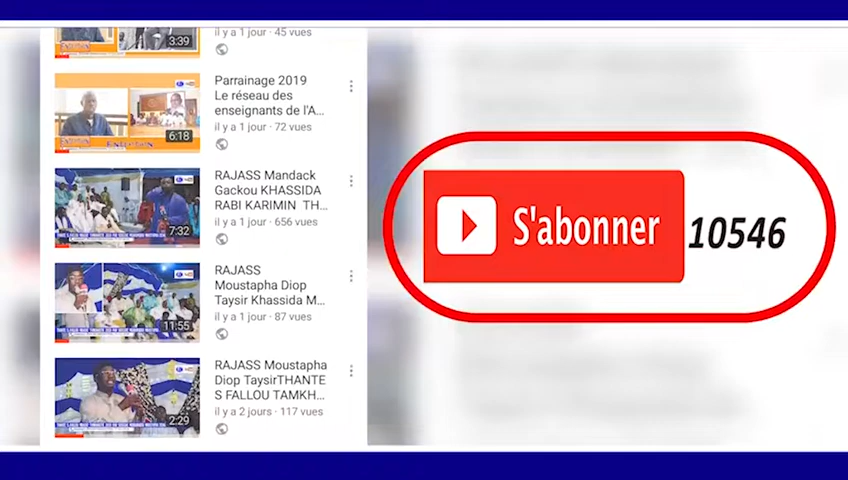 il y a 1 jour · 45 vues
3:39
Parrainage 2019
Le réseau des
enseignants de l'A...
il y a 1 jour · 72 vues
6:18
RAJASS Mandack
Gackou KHASSIDA
RABI KARIMIN TH...
il y a 1 jour · 656 vues
7:32
RAJASS
Moustapha Diop
Taysir Khassida M...
il y a 1 jour · 87 vues
11:55
RAJASS Moustapha
Diop TaysirTHANTE
S FALLOU TAMKH...
il y a 2 jours · 117 vues
2:29
S'abonner
10546